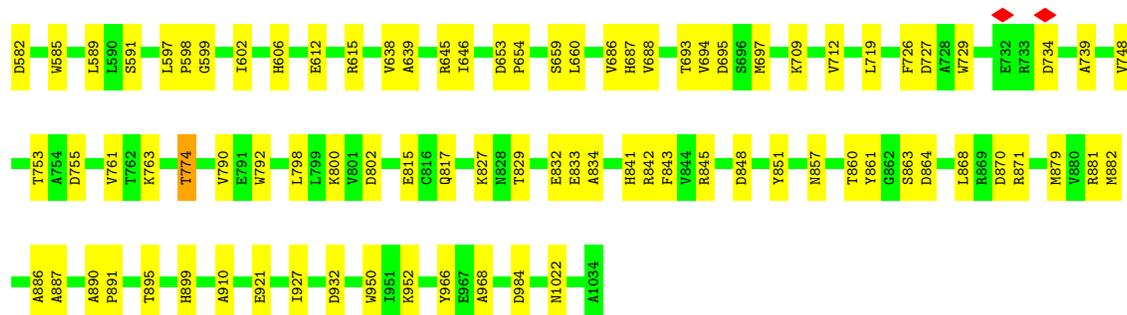 D582 W585 L589 L590 S591 L597 P598 G599 I602 H606 E612 R615 V638 A639 R645 I646 D653 P654 S659 L660 V686 H687 V688 T693 V694 D695 S696 M697 K709 V712 L719 F726 D727 A728 W729 E732 R733 D734 A739 V748
T753 A754 D755 V761 T762 K763 T774 V790 E791 W792 L798 L799 K800 V801 D802 E815 C816 Q817 K827 N828 T829 E832 E833 A834 H841 R842 F843 V844 R845 D848 Y851 N857 T860 Y861 G862 S863 D864 L868 R869 D870 R871 M879 V880 R881 M882
A886 A887 A890 P891 T895 H899 A910 E921 I927 D932 W950 I951 K952 Y966 E967 A968 D984 N1022 A1034